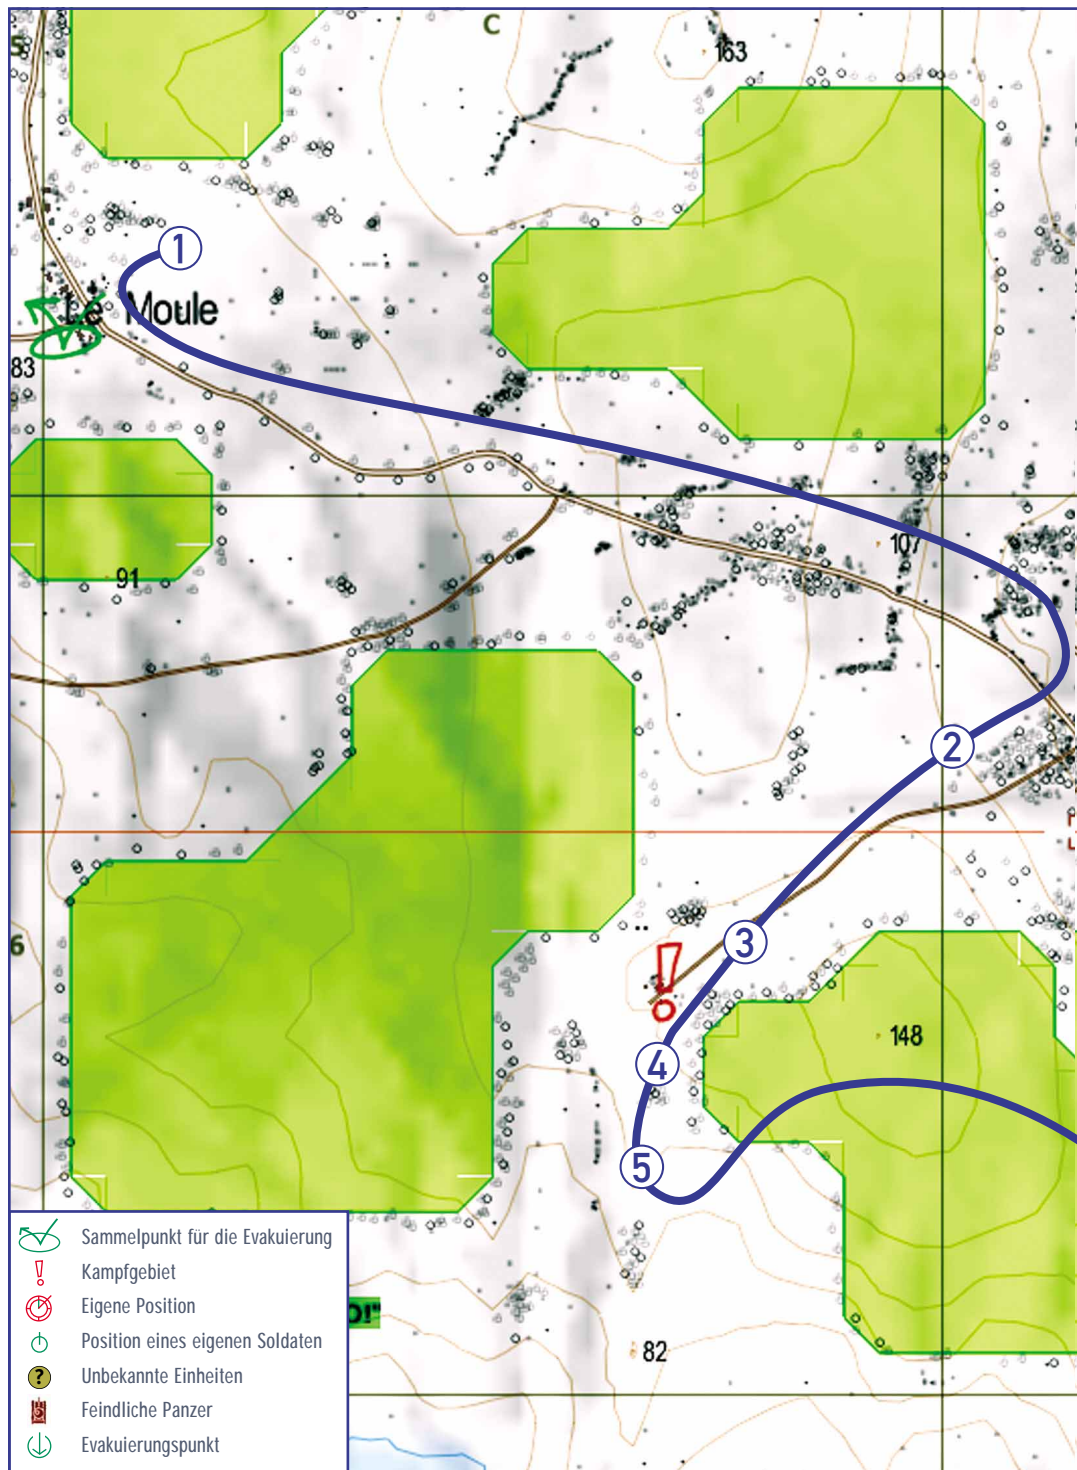 5
C
163
1
Le Moule
83
107
91
2
6
3
148
4
5
Sammelpunkt für die Evakuierung
Kampfgebiet
Eigene Position
O!"
Position eines eigenen Soldaten
82
? Unbekannte Einheiten
Feindliche Panzer
Evakuierungspunkt